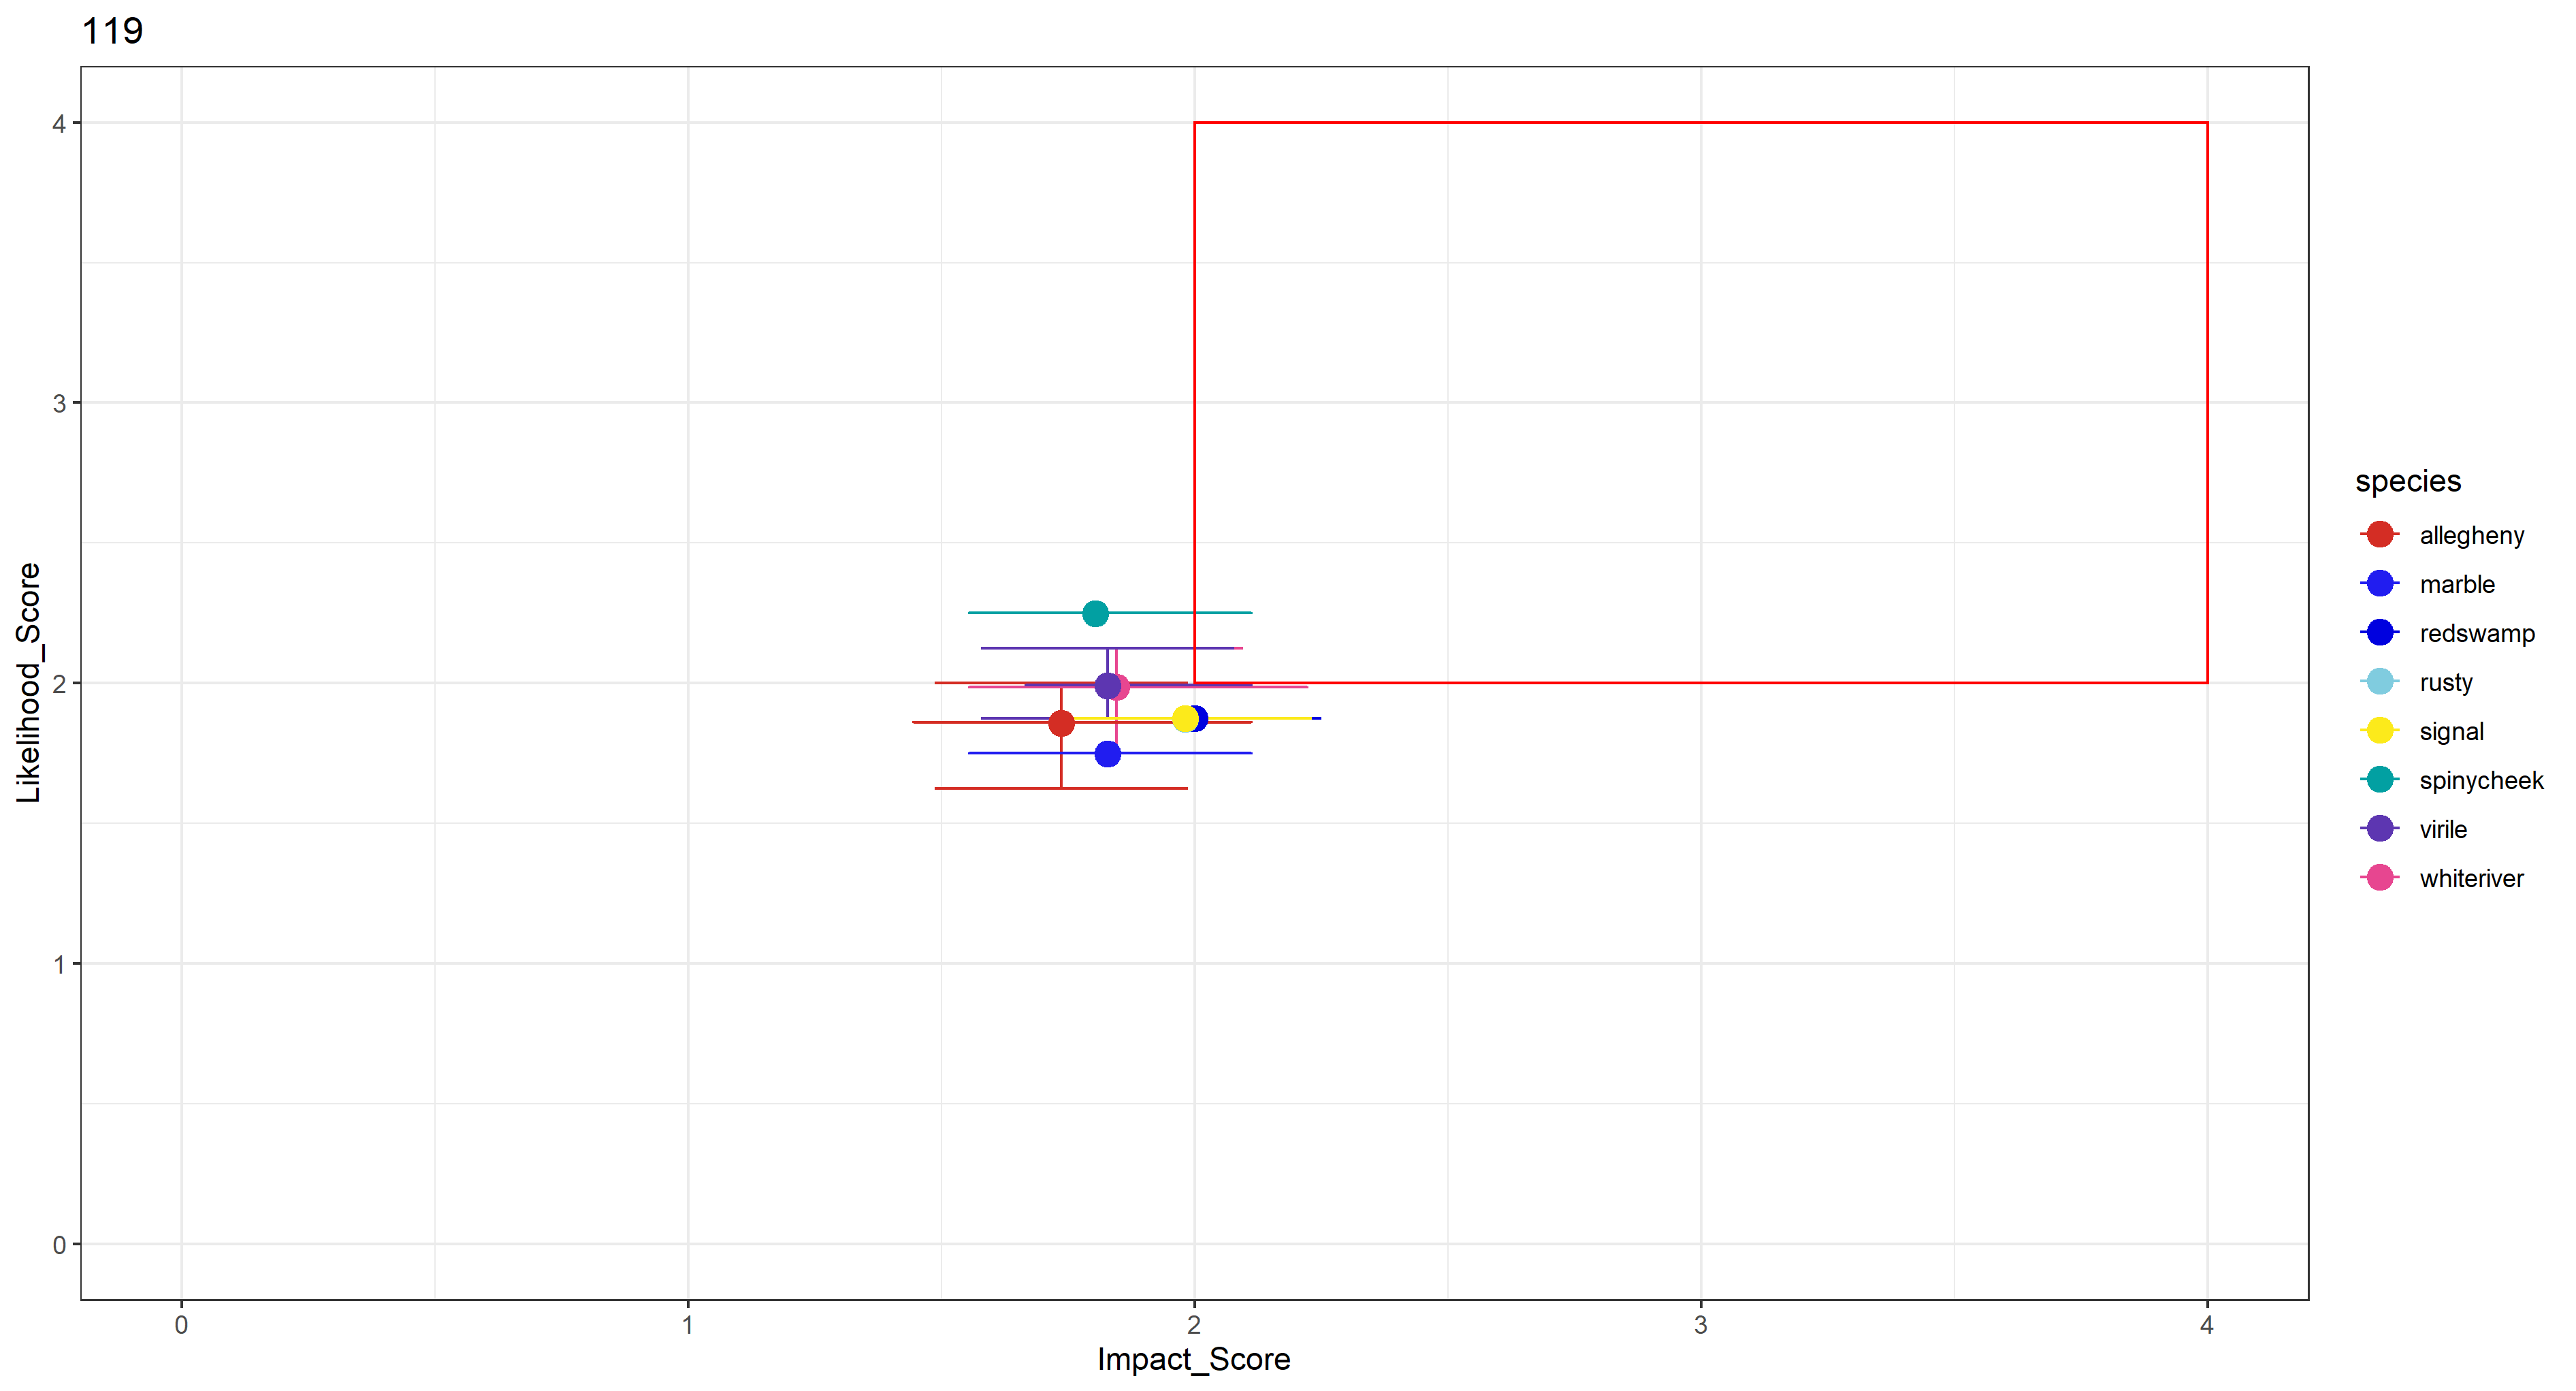 119
4
3
2
1
0
Likelihood_Score
0 1 2 3 4
Impact_Score
species
allegheny
marble
redswamp
rusty
signal
spinycheek
virile
whiteriver